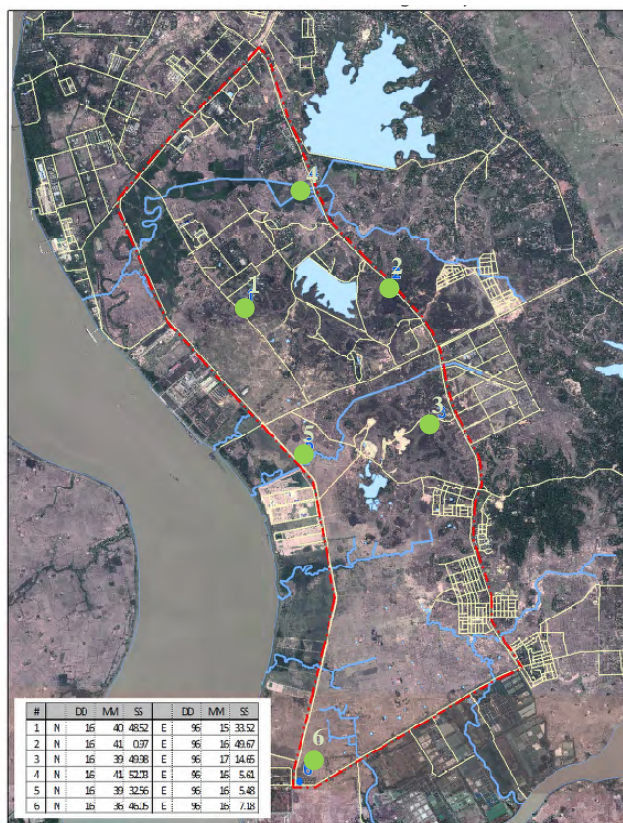 4
2
1
3
5
6
# DD MM SS DD MM SS
1 N 16 40 48.52 E 96 15 33.52
2 N 16 41 0.97 E 96 16 49.67
3 N 16 39 49.98 E 96 17 14.65
4 N 16 41 E 96 16 5.61
5 N 16 39 32.56 E 96 16 5.48
6 N 16 36 E 96 16 7.18